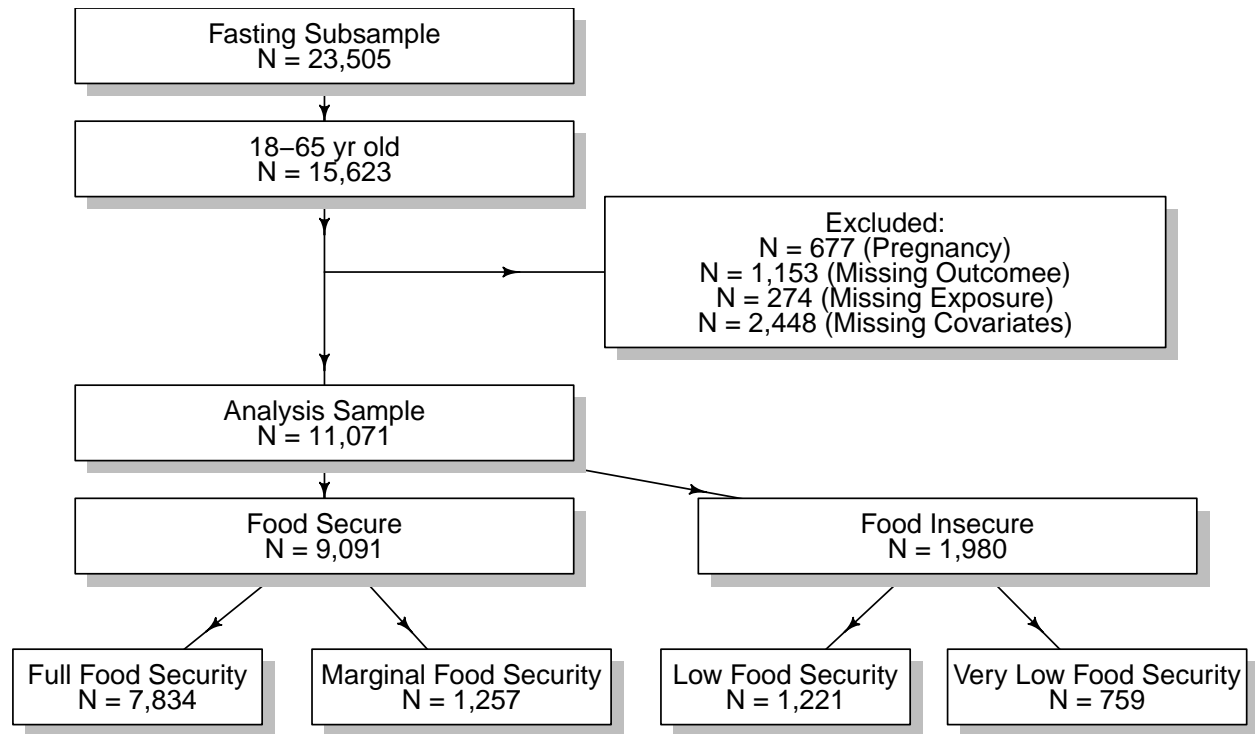 Fasting Subsample
N = 23,505
18−65 yr old
N = 15,623
Excluded:
N = 677 (Pregnancy)
N = 1,153 (Missing Outcomee)
N = 274 (Missing Exposure)
N = 2,448 (Missing Covariates)
Analysis Sample
N = 11,071
Food Secure
N = 9,091
Food Insecure
N = 1,980
Full Food Security
N = 7,834
Marginal Food Security
N = 1,257
Low Food Security
N = 1,221
Very Low Food Security
N = 759